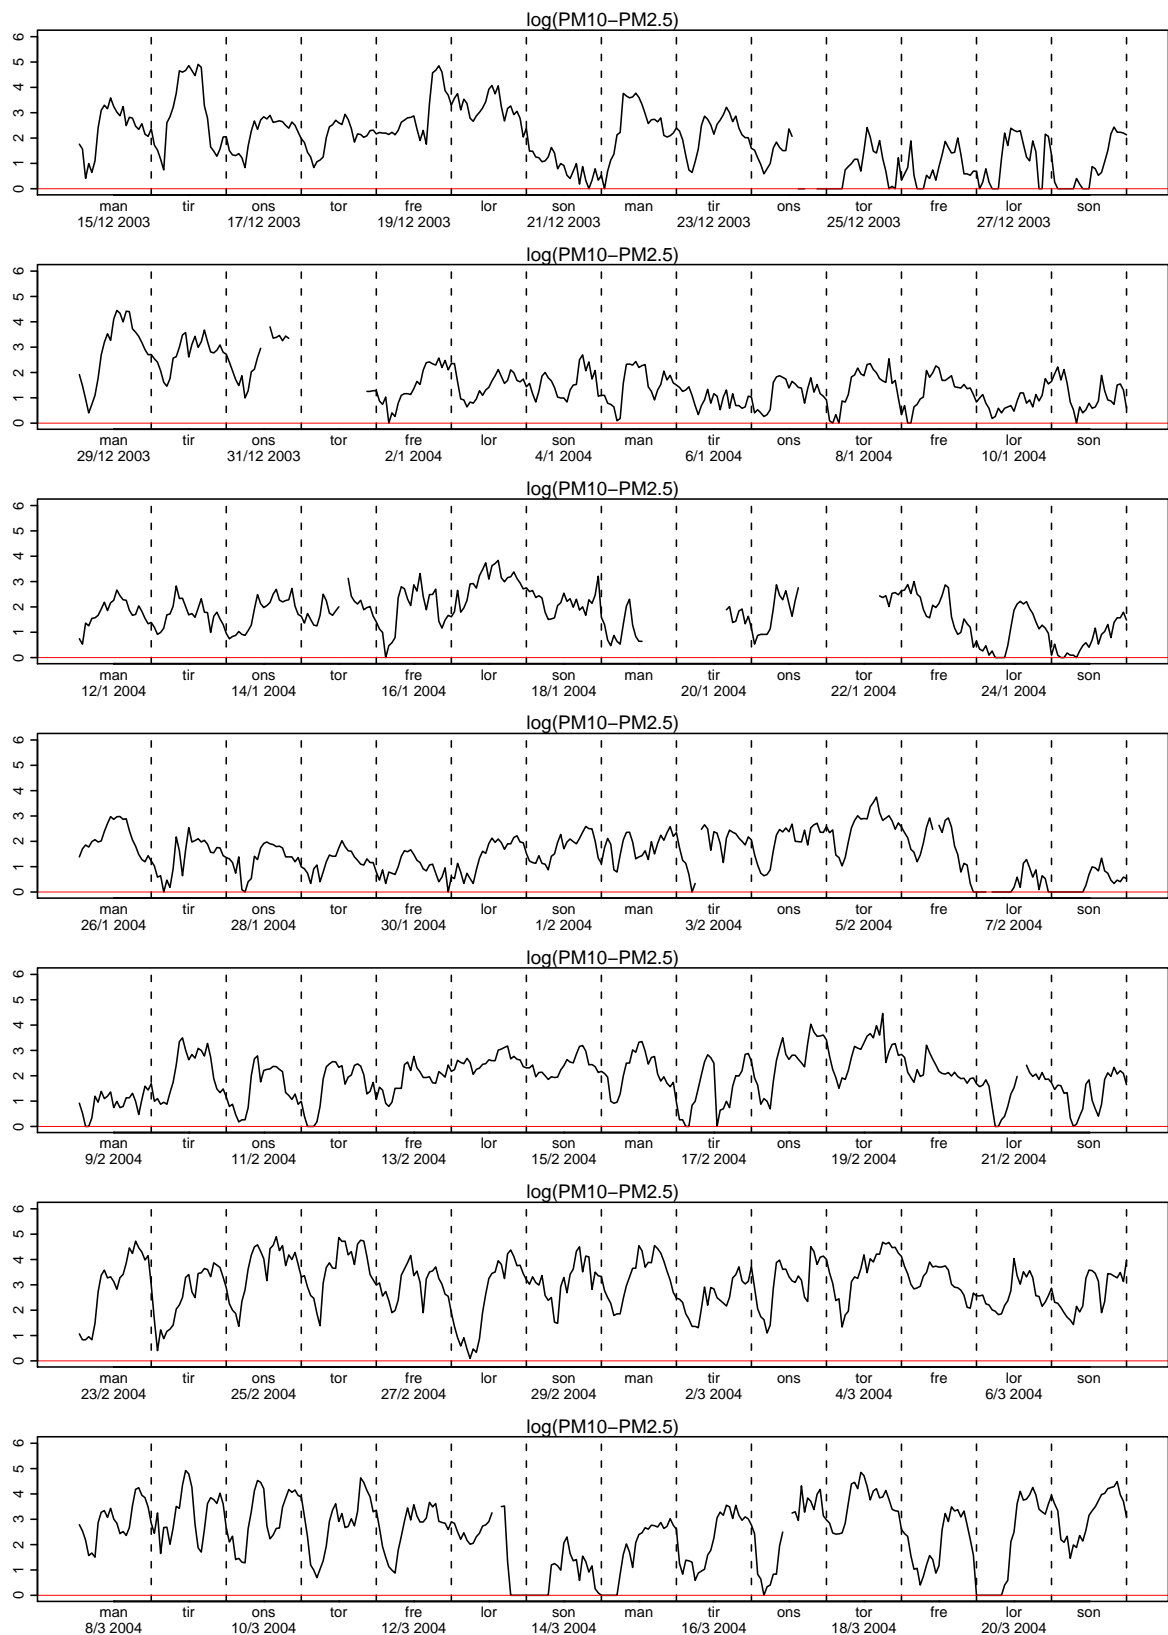 log(PM10−PM2.5)
0 1 2 3 4 5 6
man tir ons tor fre lor son man tir ons tor fre lor son
15/12 2003 17/12 2003 19/12 2003 21/12 2003 23/12 2003 25/12 2003 27/12 2003
log(PM10−PM2.5)
0 1 2 3 4 5 6
man tir ons tor fre lor son man tir ons tor fre lor son
29/12 2003 31/12 2003 2/1 2004 4/1 2004 6/1 2004 8/1 2004 10/1 2004
log(PM10−PM2.5)
0 1 2 3 4 5 6
man tir ons tor fre lor son man tir ons tor fre lor son
12/1 2004 14/1 2004 16/1 2004 18/1 2004 20/1 2004 22/1 2004 24/1 2004
log(PM10−PM2.5)
0 1 2 3 4 5 6
man tir ons tor fre lor son man tir ons tor fre lor son
26/1 2004 28/1 2004 30/1 2004 1/2 2004 3/2 2004 5/2 2004 7/2 2004
log(PM10−PM2.5)
0 1 2 3 4 5 6
man tir ons tor fre lor son man tir ons tor fre lor son
9/2 2004 11/2 2004 13/2 2004 15/2 2004 17/2 2004 19/2 2004 21/2 2004
log(PM10−PM2.5)
0 1 2 3 4 5 6
man tir ons tor fre lor son man tir ons tor fre lor son
23/2 2004 25/2 2004 27/2 2004 29/2 2004 2/3 2004 4/3 2004 6/3 2004
log(PM10−PM2.5)
0 1 2 3 4 5 6
man tir ons tor fre lor son man tir ons tor fre lor son
8/3 2004 10/3 2004 12/3 2004 14/3 2004 16/3 2004 18/3 2004 20/3 2004